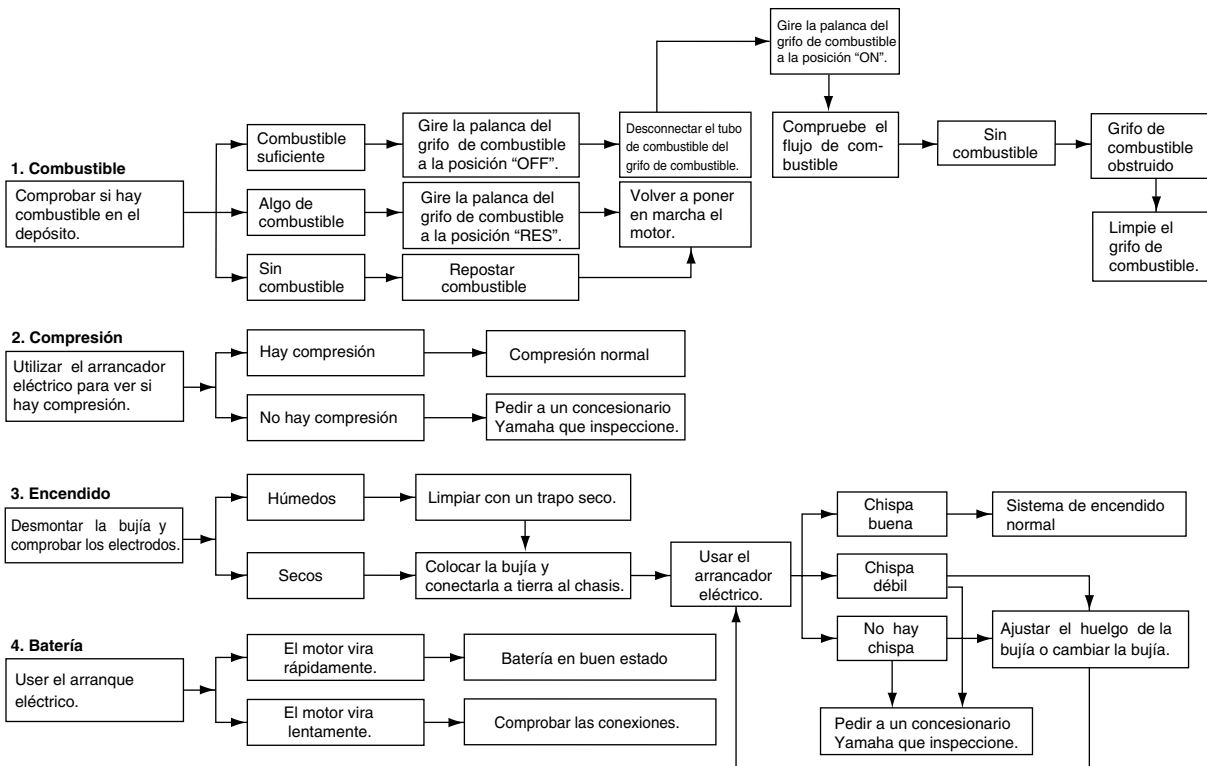 1. Combustible
Comprobar si hay
combustible en el
depósito.
Combustible
suficiente
Gire la palanca del
grifo de combustible
a la posición “OFF”.
Desconnectar el tubo
de combustible del
grifo de combustible.
Gire la palanca del
grifo de combustible
a la posición “ON”.
Compruebe el
flujo de com-
bustible
Sin
combustible
Grifo de
combustible
obstruido
Limpie el
grifo de
combustible.
Algo de
combustible
Gire la palanca del
grifo de combustible
a la posición “RES”.
Volver a poner
en marcha el
motor.
Sin
combustible
Repostar
combustible
2. Compresión
Utilizar el arrancador
eléctrico para ver si
hay compresión.
Hay compresión
Compresión normal
No hay compresión
Pedir a un concesionario
Yamaha que inspeccione.
3. Encendido
Desmontar la bujía y
comprobar los electrodos.
Húmedos
Limpiar con un trapo seco.
Secos
Colocar la bujía y
conectarla a tierra al chasis.
Usar el
arrancador
eléctrico.
Chispa
buena
Sistema de encendido
normal
Chispa
débil
No hay
chispa
Ajustar el huelgo de la
bujía o cambiar la bujía.
Pedir a un concesionario
Yamaha que inspeccione.
4. Batería
User el arranque
eléctrico.
El motor vira
rápidamente.
Batería en buen estado
El motor vira
lentamente.
Comprobar las conexiones.